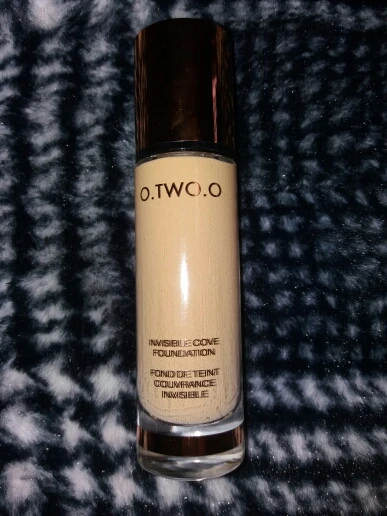 O.TWO.O
INVISIBLE COVE
FOUNDATION
FOND DE TEINT
COUVRANCE
INVISIBLE